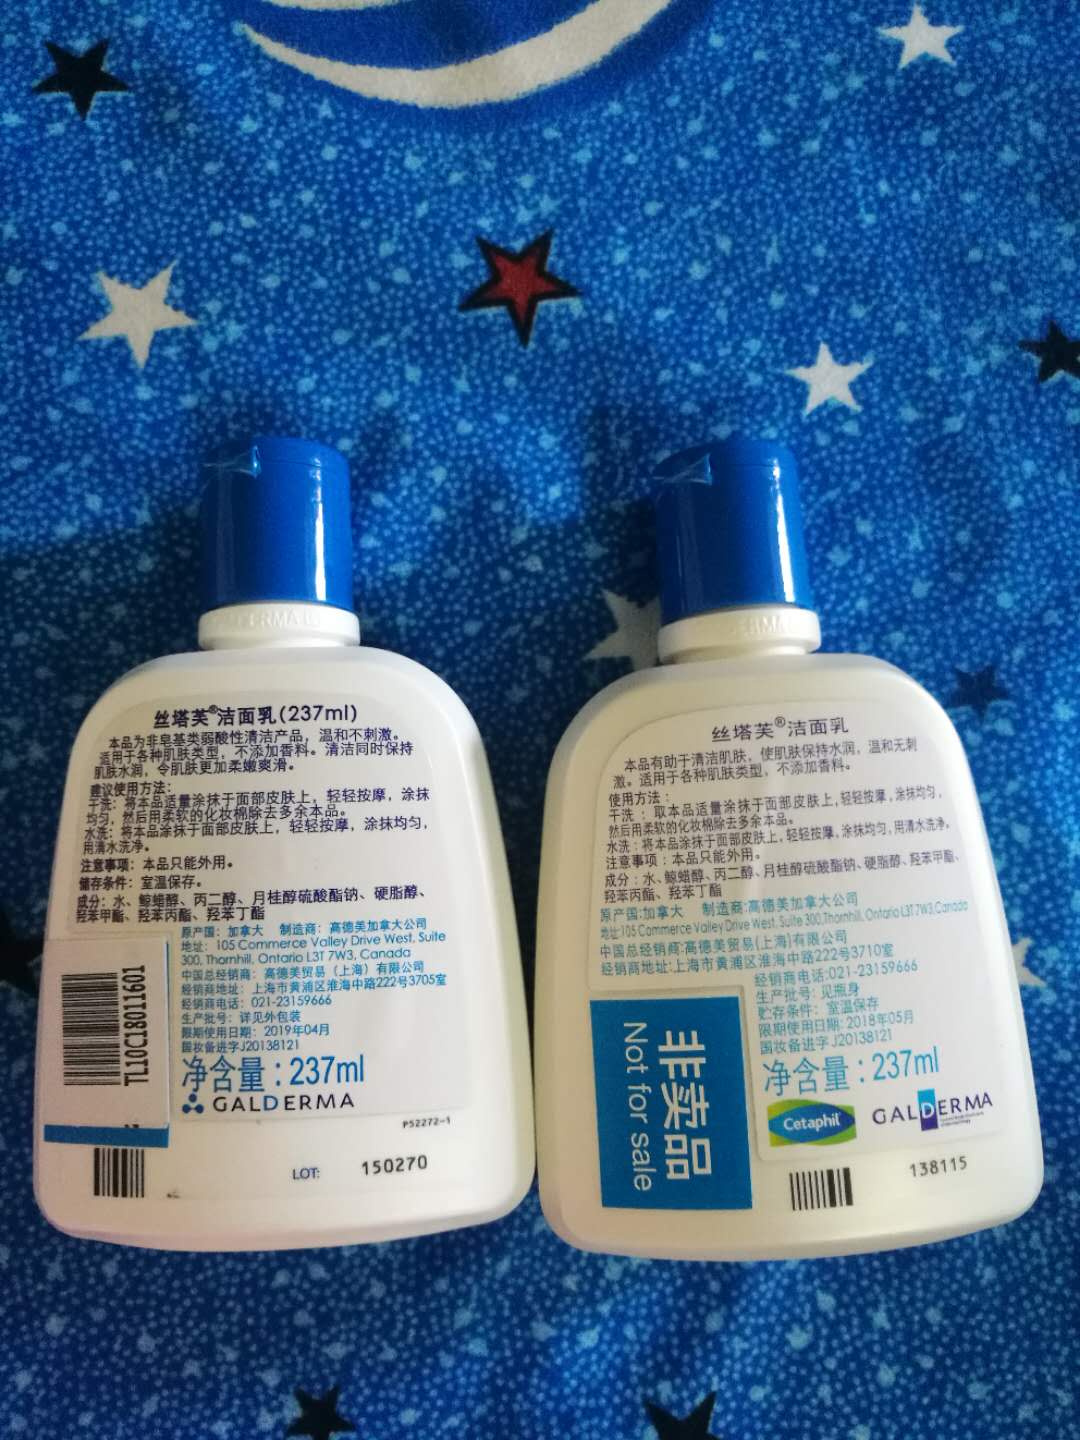 丝塔芙®洁面乳(237ml)
本品为非皂基类弱酸性清洁产品，温和不刺激。
适用于各种肌肤类型，不添加香料。清洁同时保持
肌肤水润，令肌肤更加柔嫩爽滑。
建议使用方法：
干洗：将本品适量涂抹于面部皮肤上，轻轻按摩，涂抹
均匀，然后用柔软的化妆棉除去多余本品。
水洗：将本品涂抹于面部皮肤上，轻轻按摩，涂抹均匀，
用清水洗净。
注意事项：本品只能外用。
储存条件：室温保存。
成分：水、鲸蜡醇、丙二醇、月桂醇硫酸酯钠、硬脂醇、
羟苯甲酯、羟苯丙酯、羟苯丁酯
原产国：加拿大 制造商：高德美加拿大公司
地址：105 Commerce Valley Drive West, Suite
300, Thornhill, Ontario L3T 7W3, Canada
中国总经销商：高德美贸易（上海）有限公司
经销商地址：上海市黄浦区淮海中路222号3705室
经销商电话：021-23159666
生产批号：详见外包装
限期使用日期：2019年04月
国妆备进字J20138121
净含量：237ml
GALDERMA
TL10C18011601
P52272-1
LOT: 150270
丝塔芙®洁面乳
本品有助于清洁肌肤，使肌肤保持水润，温和无刺
激。适用于各种肌肤类型，不添加香料。
使用方法：
干洗：取本品适量涂抹于面部皮肤上，轻轻按摩，涂抹均匀，
然后用柔软的化妆棉除去多余本品。
水洗：将本品涂于面部皮肤上，轻轻按摩，涂抹均匀，用清水洗净。
注意事项：本品只能外用。
成分：水、鲸蜡醇、丙二醇、月桂醇硫酸酯钠、硬脂醇、羟苯甲酯、
羟苯丙酯、羟苯丁酯
原产国:加拿大 制造商:高德美加拿大公司
地址:105 Commerce Valley Drive West, Suite 300,Thornhill, Ontario L3T7W3,Canada
中国总经销商:高德美贸易(上海)有限公司
经销商地址:上海市黄浦区淮海中路222号3710室
经销商电话:021-23159666
生产批号: 见瓶身
贮存条件：室温保存
限期使用日期: 2018年05月
国妆备进字J20138121
净含量：237ml
非卖品
Not for sale
Cetaphil
GALDERMA
138115